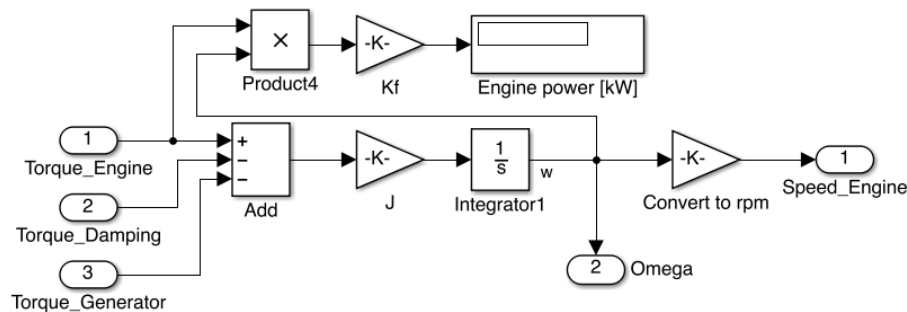 ×
-K-
Product4
Kf
Engine power [kW]
1
Torque_Engine
+
−
−
Add
-K-
J
1
s
Integrator1
w
-K-
Convert to rpm
1
Speed_Engine
2
Torque_Damping
3
Torque_Generator
2
Omega